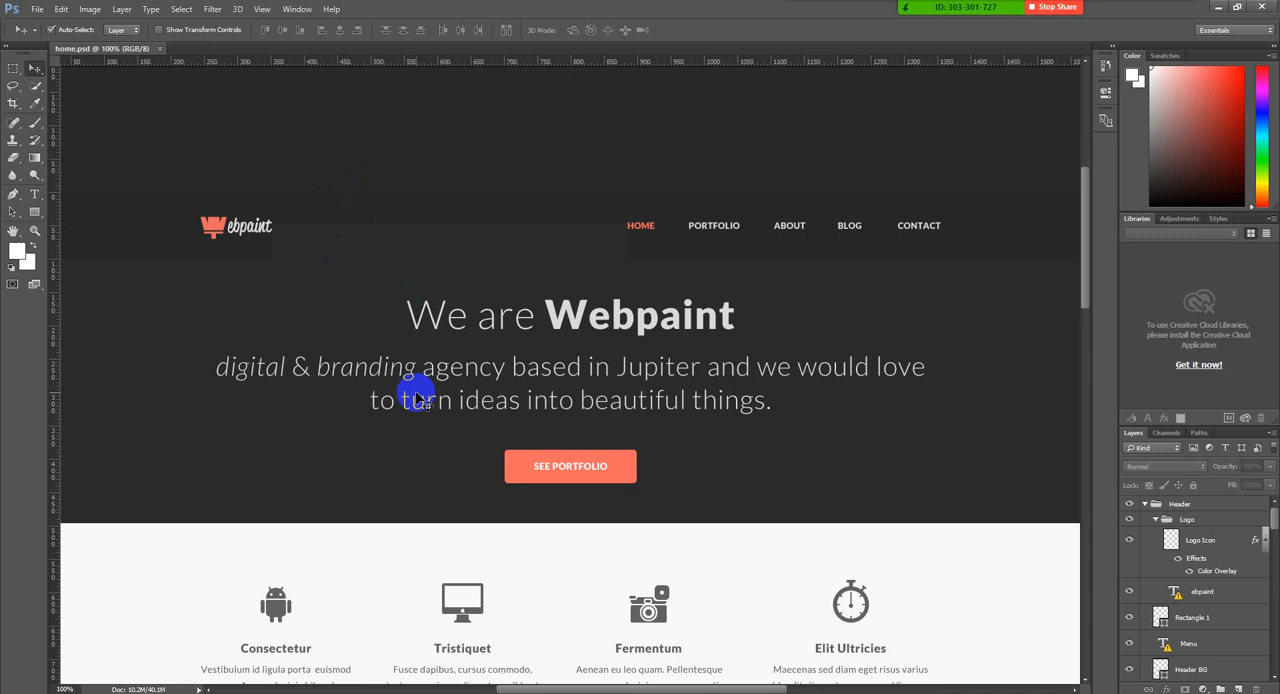 Ps File Edit Image Layer Type Select Filter 3D View Window Help
ID: 303-301-727 Stop Share
Auto-Select: Layer Show Transform Controls 3D Mode: Essentials
home.psd @ 100% (RGB/8) ×
Color Swatches
ebpaint HOME PORTFOLIO ABOUT BLOG CONTACT
We are Webpaint
digital & branding agency based in Jupiter and we would love
to turn ideas into beautiful things.
SEE PORTFOLIO
Consectetur Tristiquet Fermentum Elit Ultricies
Vestibulum id ligula porta euismod Fusce dapibus, cursus commodo, Aenean eu leo quam. Pellentesque Maecenas sed diam eget risus varius
100% Doc: 10.2M/40.1M
Libraries Adjustments Styles
To use Creative Cloud Libraries,
please install the Creative Cloud
Application
Get it now!
Layers Channels Paths
Kind
Normal Opacity: 100%
Lock: Fill: 100%
Header
Logo
Logo Icon fx
Effects
Color Overlay
ebpaint
Rectangle 1
Menu
Header BG